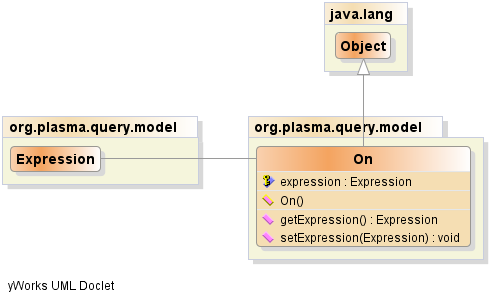 java.lang
Object
org.plasma.query.model
Expression
org.plasma.query.model
On
expression : Expression
On()
getExpression() : Expression
setExpression(Expression) : void
yWorks UML Doclet